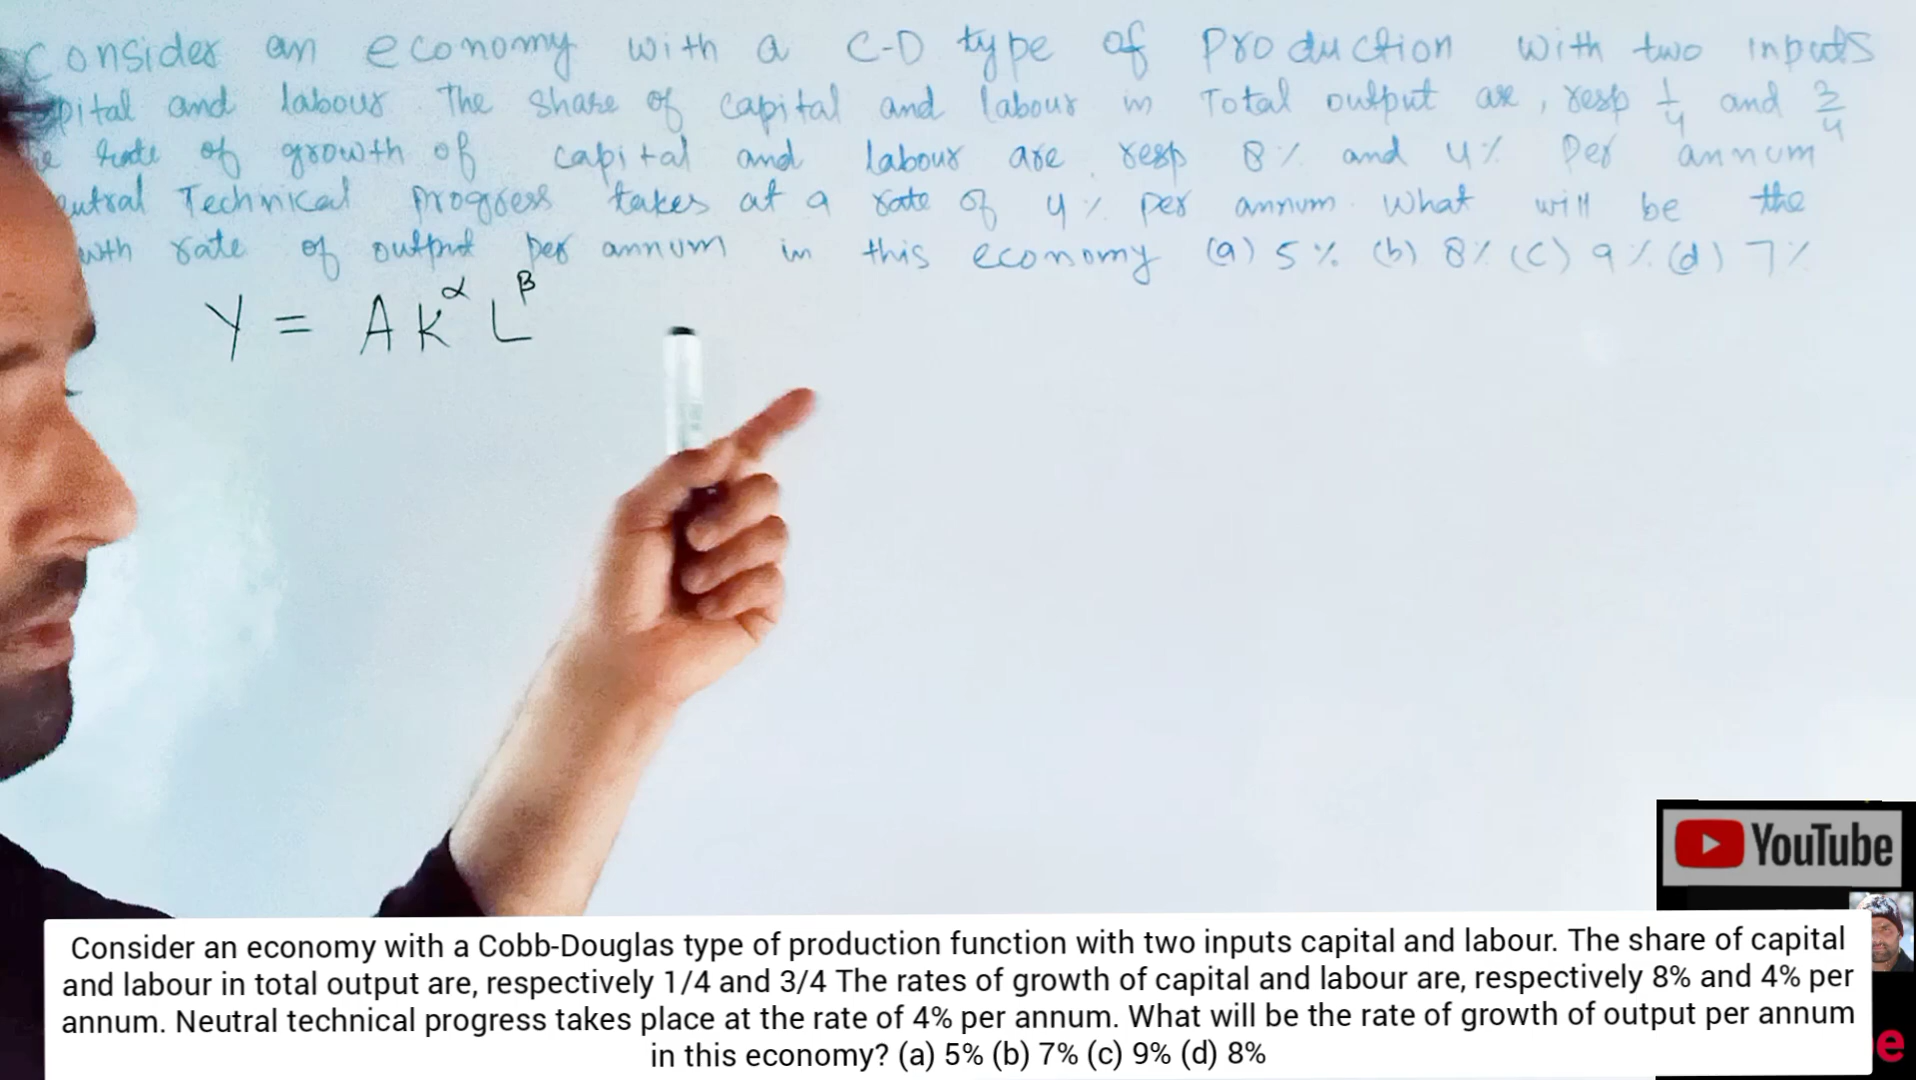 Consider an economy with a C-D type of Production with two inputs
pital and labour The share of capital and labour in Total output are, resp 1/4 and 3/4
rate of growth of capital and labour are resp 8% and 4% Per annum
eutral Technical progress takes at a rate of 4% per annum. What will be the
wth rate of output per annum in this economy (a) 5% (b) 8% (c) 9% (d) 7%
Y = AK^α L^β
YouTube
Consider an economy with a Cobb-Douglas type of production function with two inputs capital and labour. The share of capital
and labour in total output are, respectively 1/4 and 3/4 The rates of growth of capital and labour are, respectively 8% and 4% per
annum. Neutral technical progress takes place at the rate of 4% per annum. What will be the rate of growth of output per annum
in this economy? (a) 5% (b) 7% (c) 9% (d) 8%
e